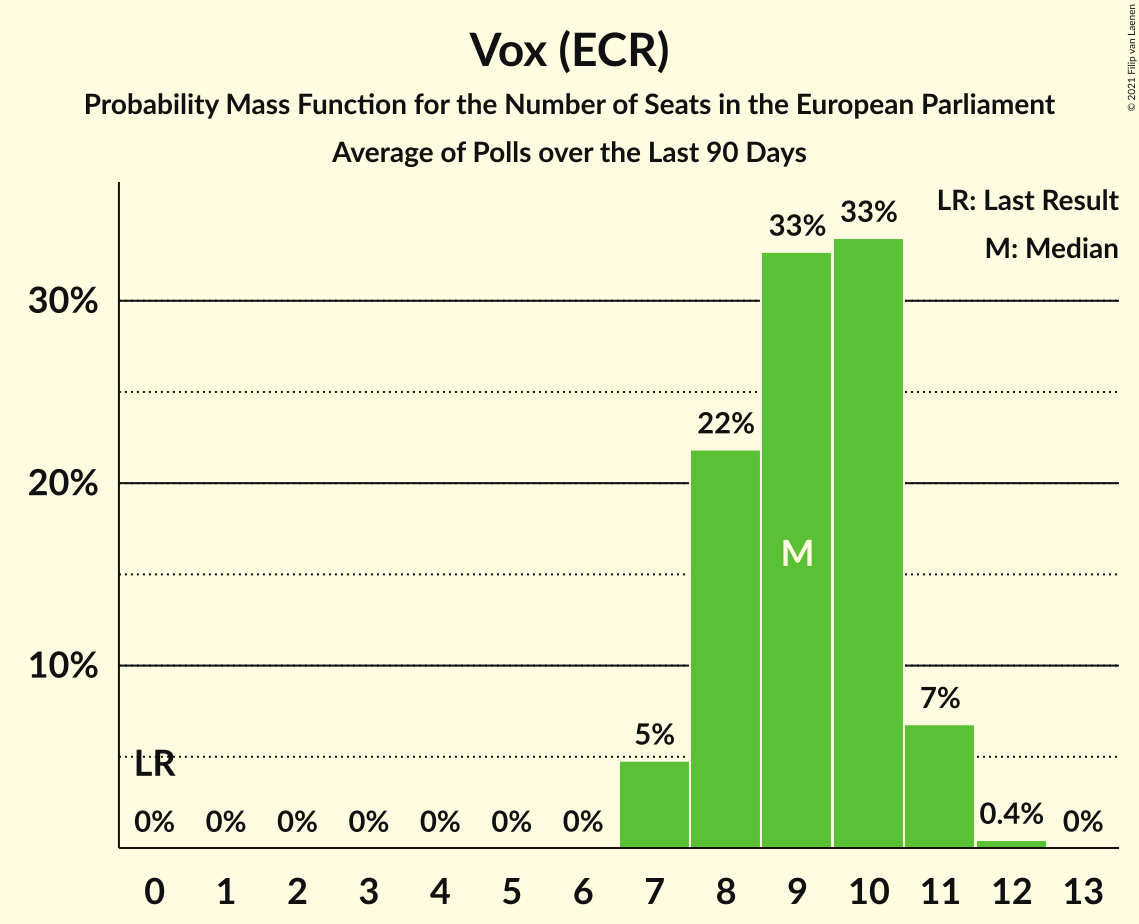 Vox (ECR)
Probability Mass Function for the Number of Seats in the European Parliament
Average of Polls over the Last 90 Days
© 2021 Filip van Laenen
LR: Last Result
M: Median
33% 33%
30%
22%
20%
M
10%
7%
5%
LR
0% 0% 0% 0% 0% 0% 0% 0.4% 0%
0 1 2 3 4 5 6 7 8 9 10 11 12 13